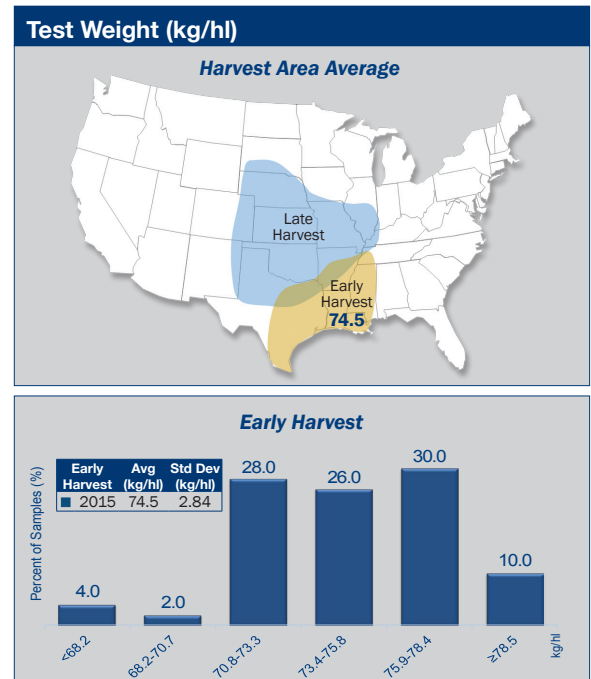 Test Weight (kg/hl)
Harvest Area Average
Late
Harvest
Early
Harvest
74.5
Early Harvest
Percent of Samples (%)
Early Avg Std Dev
Harvest (kg/hl) (kg/hl)
2015 74.5 2.84
4.0
2.0
28.0
26.0
30.0
10.0
<68.2
68.2-70.7
70.8-73.3
73.4-75.8
75.9-78.4
≥78.5
kg/hl